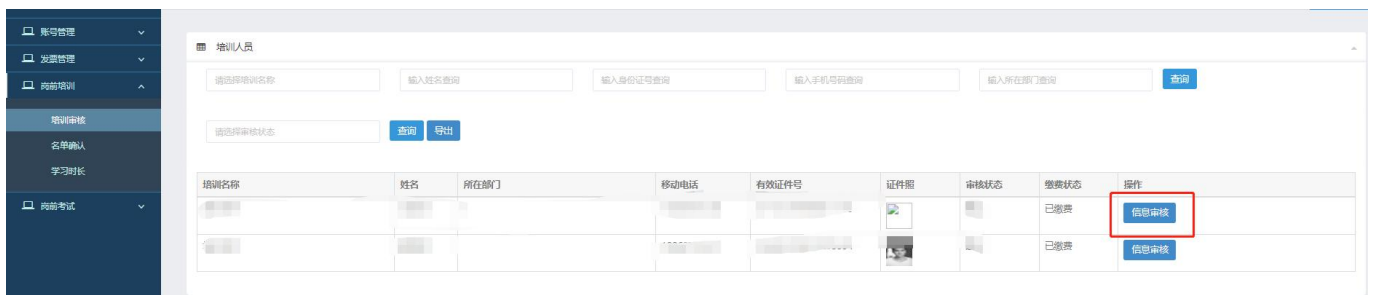 账号管理
发票管理
岗前培训
培训审核
名单确认
学习时长
岗前考试
培训人员
请选择培训名称 输入姓名查询 输入身份证号查询 输入手机号码查询 输入所在部门查询 查询
请选择审核状态 查询 导出
培训名称 姓名 所在部门 移动电话 有效证件号 证件照 审核状态 缴费状态 操作
已缴费 信息审核
已缴费 信息审核